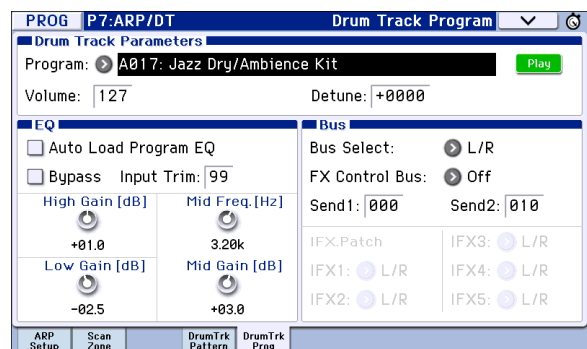 PROG P7:ARP/DT Drum Track Program
Drum Track Parameters
Program: A017: Jazz Dry/Ambience Kit Play
Volume: 127 Detune: +0000
EQ
Auto Load Program EQ
Bypass Input Trim: 99
High Gain [dB] Mid Freq.[Hz]
+01.0 3.20k
Low Gain [dB] Mid Gain [dB]
-02.5 +03.0
Bus
Bus Select: L/R
FX Control Bus: Off
Send1: 000 Send2: 010
IFX.Patch IFX3: L/R
IFX1: L/R IFX4: L/R
IFX2: L/R IFX5: L/R
ARP Setup Scan Zone DrumTrk Pattern DrumTrk Prog